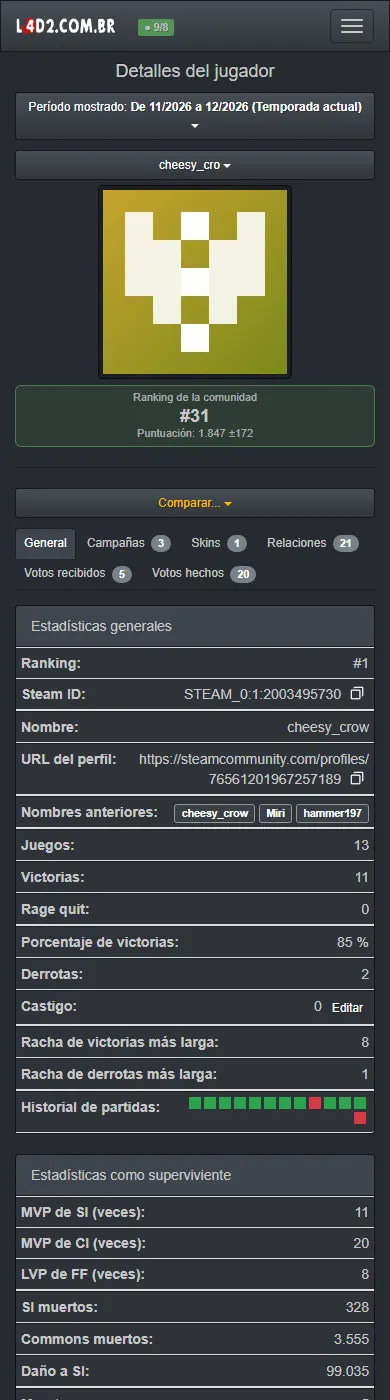 L4D2.COM.BR
9/8
Detalles del jugador
Período mostrado: De 11/2026 a 12/2026 (Temporada actual)
cheesy_cro
Ranking de la comunidad
#31
Puntuación: 1.847 ±172
Comparar...
General Campañas 3 Skins 1 Relaciones 21
Votos recibidos 5 Votos hechos 20
Estadísticas generales
Ranking: #1
Steam ID: STEAM_0:1:2003495730
Nombre: cheesy_crow
URL del perfil: https://steamcommunity.com/profiles/
76561201967257189
Nombres anteriores: cheesy_crow Miri hammer197
Juegos: 13
Victorias: 11
Rage quit: 0
Porcentaje de victorias: 85 %
Derrotas: 2
Castigo: 0 Editar
Racha de victorias más larga: 8
Racha de derrotas más larga: 1
Historial de partidas:
Estadísticas como superviviente
MVP de SI (veces): 11
MVP de CI (veces): 20
LVP de FF (veces): 8
SI muertos: 328
Commons muertos: 3.555
Daño a SI: 99.035